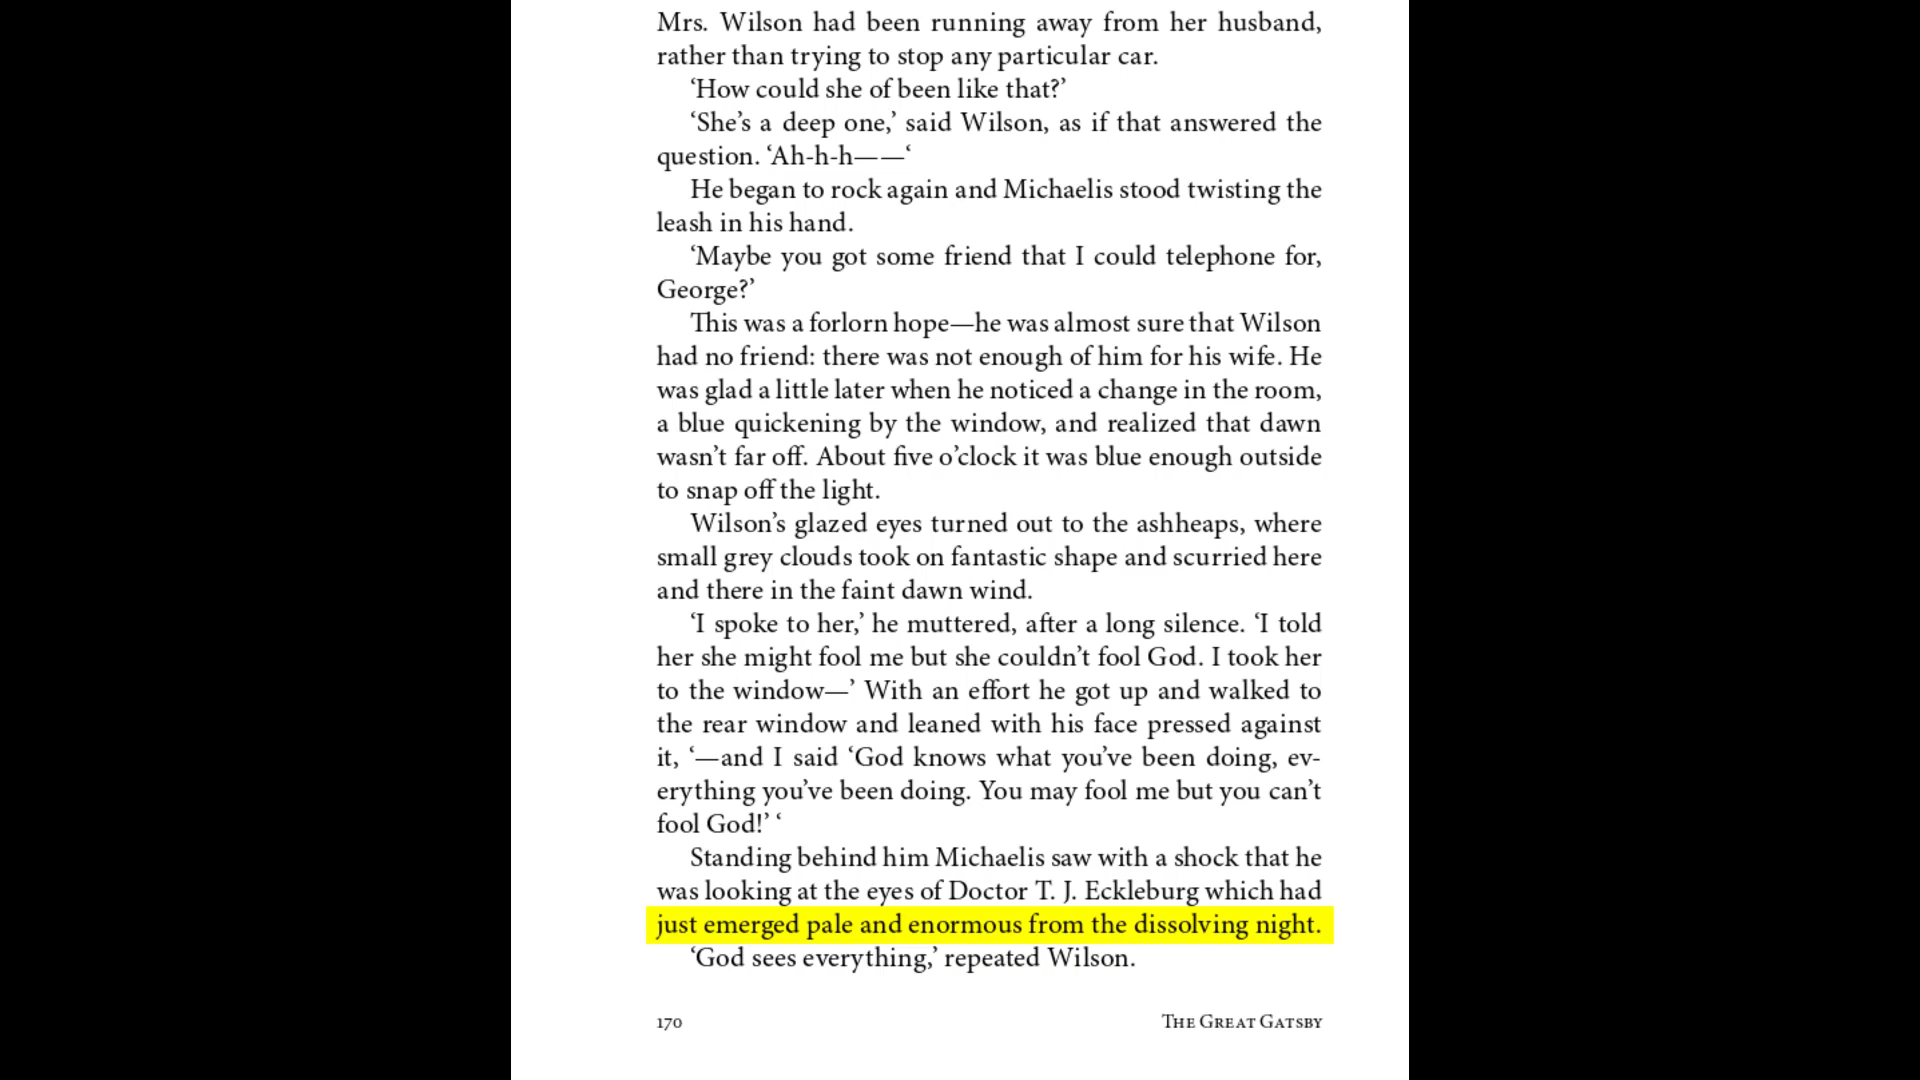 Mrs. Wilson had been running away from her husband,
rather than trying to stop any particular car.
‘How could she of been like that?’
‘She’s a deep one,’ said Wilson, as if that answered the
question. ‘Ah-h-h——‘
He began to rock again and Michaelis stood twisting the
leash in his hand.
‘Maybe you got some friend that I could telephone for,
George?’
This was a forlorn hope—he was almost sure that Wilson
had no friend: there was not enough of him for his wife. He
was glad a little later when he noticed a change in the room,
a blue quickening by the window, and realized that dawn
wasn’t far off. About five o’clock it was blue enough outside
to snap off the light.
Wilson’s glazed eyes turned out to the ashheaps, where
small grey clouds took on fantastic shape and scurried here
and there in the faint dawn wind.
‘I spoke to her,’ he muttered, after a long silence. ‘I told
her she might fool me but she couldn’t fool God. I took her
to the window—’ With an effort he got up and walked to
the rear window and leaned with his face pressed against
it, ‘—and I said ‘God knows what you’ve been doing, ev-
erything you’ve been doing. You may fool me but you can’t
fool God!’ ‘
Standing behind him Michaelis saw with a shock that he
was looking at the eyes of Doctor T. J. Eckleburg which had
just emerged pale and enormous from the dissolving night.
‘God sees everything,’ repeated Wilson.
170 The Great Gatsby